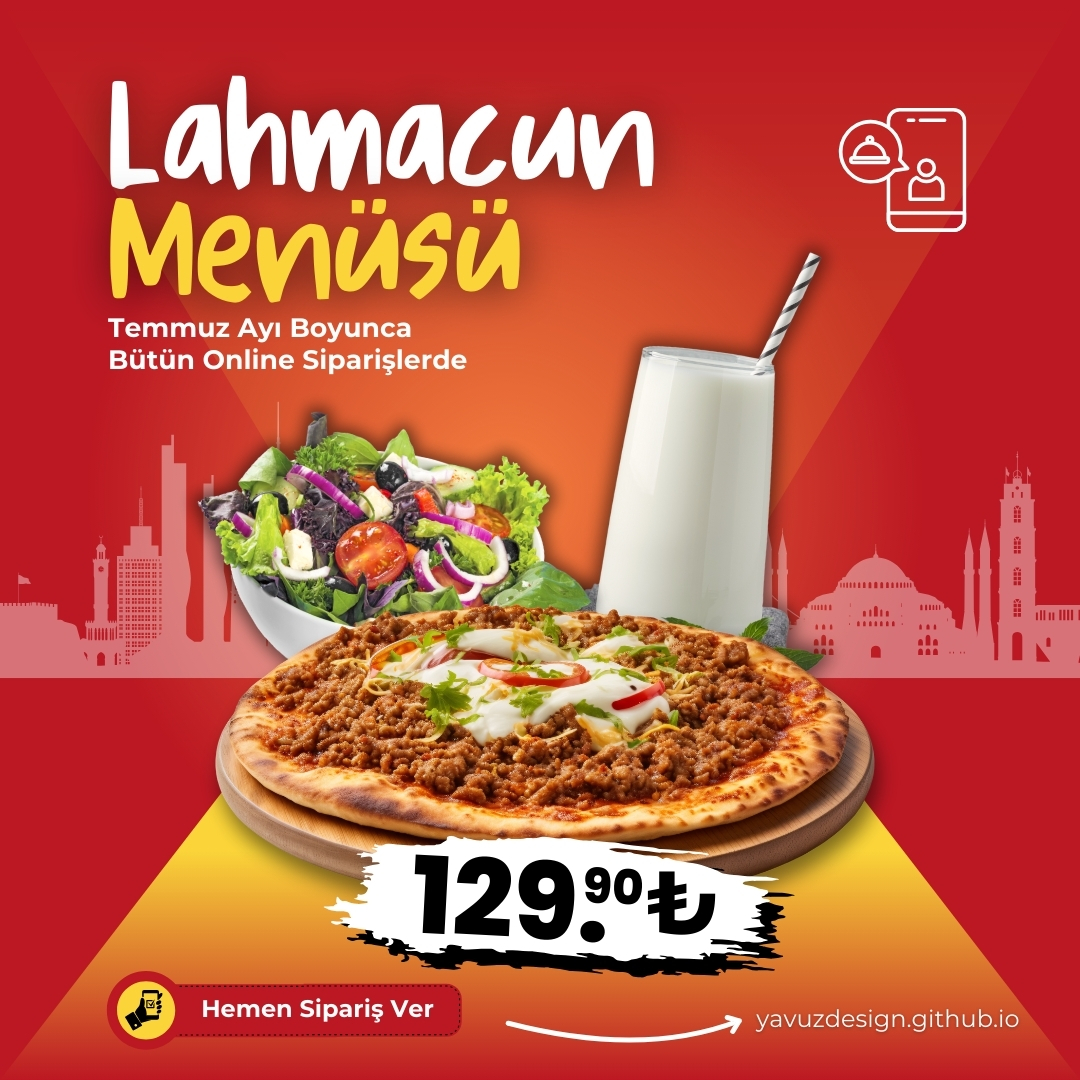 Lahmacun
Menüsü
Temmuz Ayı Boyunca
Bütün Online Siparişlerde
129.90₺
Hemen Sipariş Ver
yavuzdesign.github.io